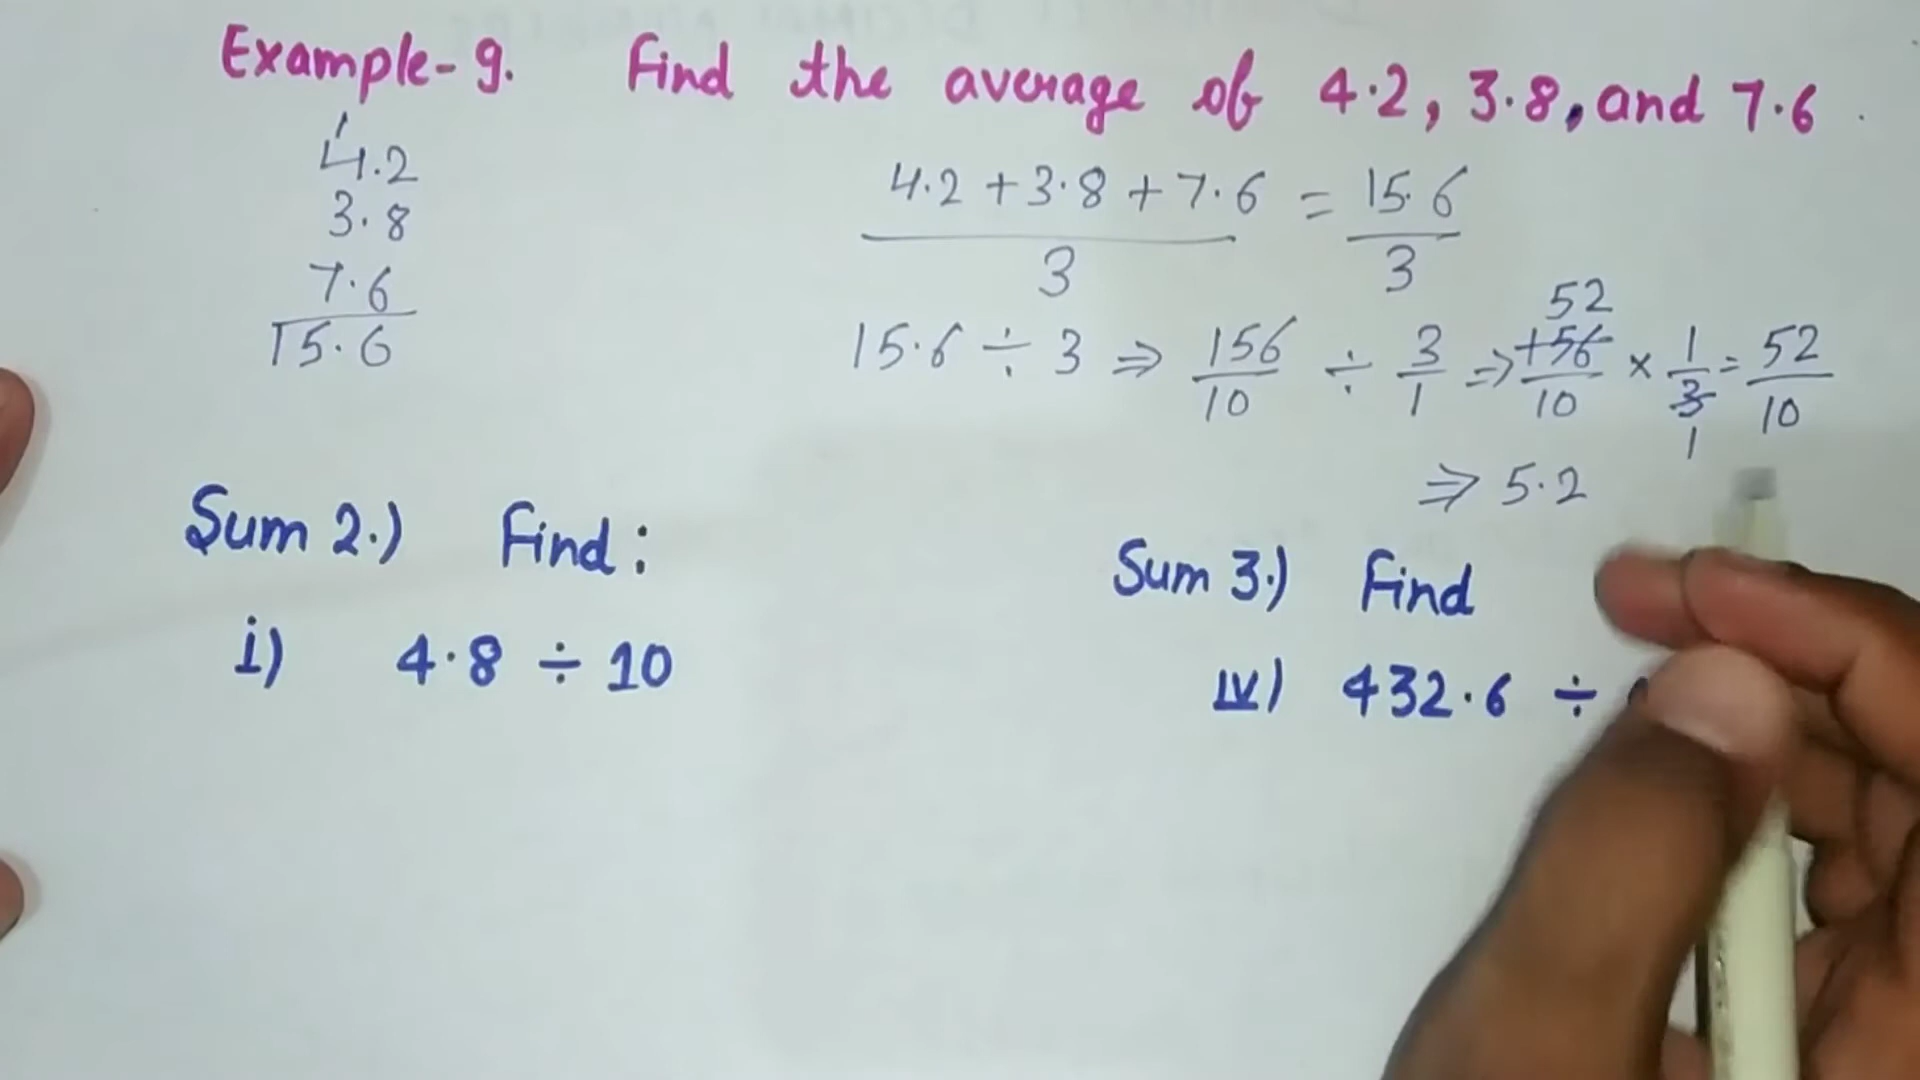 Example-9. Find the average of 4.2, 3.8, and 7.6
1
4.2
3.8
7.6
15.6
4.2 + 3.8 + 7.6 = 15.6
3 3
52
15.6 ÷ 3 ⇒ 156/10 ÷ 3/1 ⇒ 156/10 × 1/3 = 52/10
1
⇒ 5.2
Sum 2.) Find:
i) 4.8 ÷ 10
Sum 3.) Find
iv) 432.6 ÷